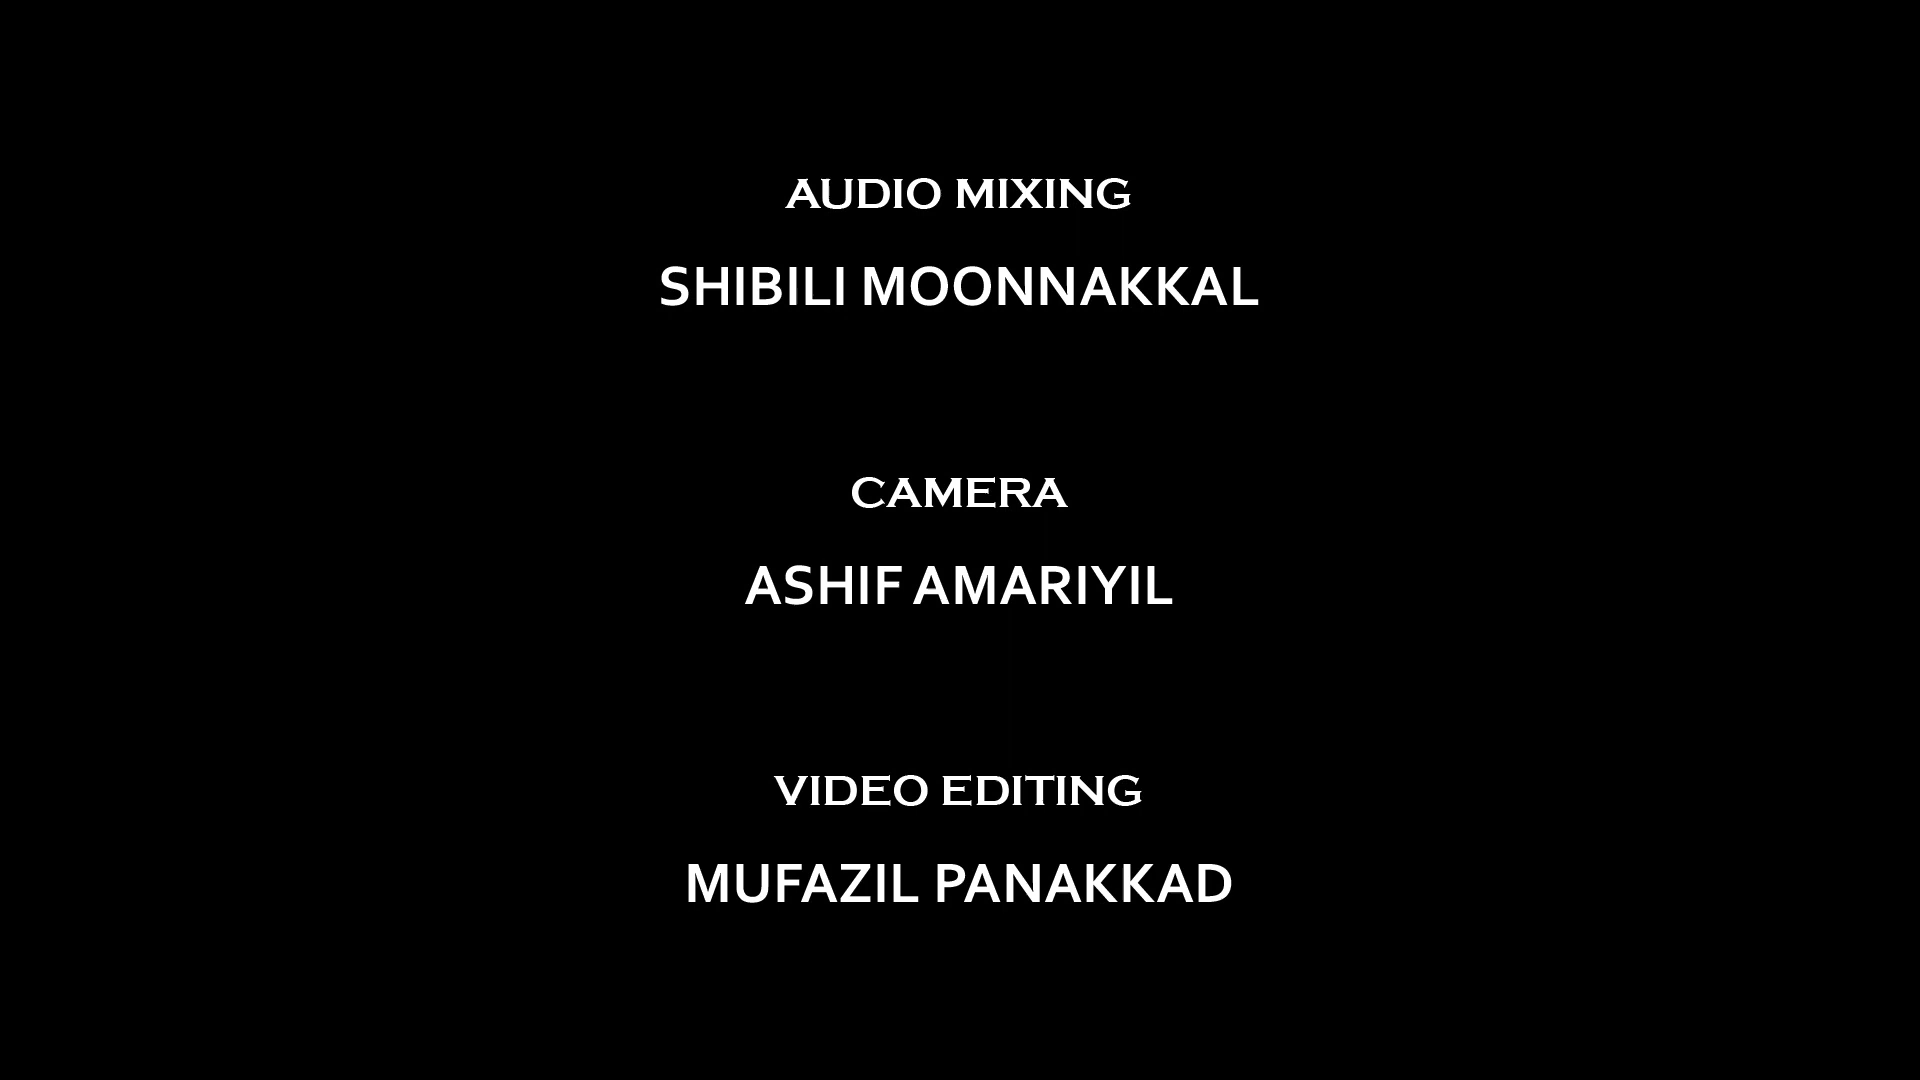 AUDIO MIXING
SHIBILI MOONNAKKAL
CAMERA
ASHIF AMARIYIL
VIDEO EDITING
MUFAZIL PANAKKAD